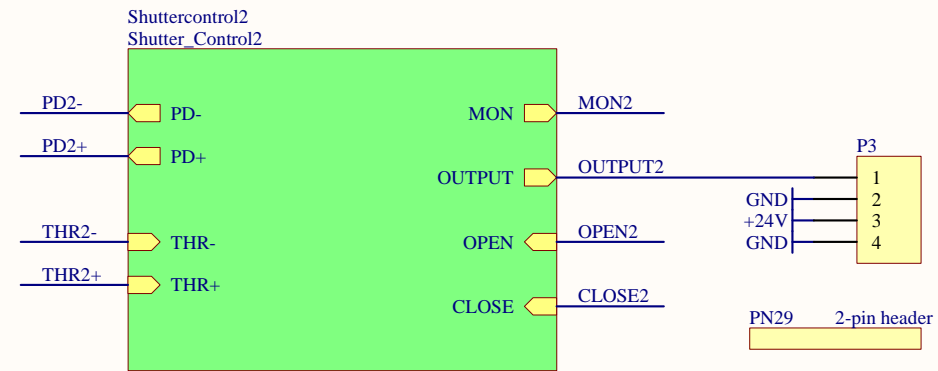 Shuttercontrol2
Shutter_Control2
PD2- PD- MON MON2
PD2+ PD+ P3
OUTPUT OUTPUT2 1
GND 2
+24V 3
THR2- THR- OPEN OPEN2 GND 4
THR2+ THR+
CLOSE CLOSE2
PN29 2-pin header